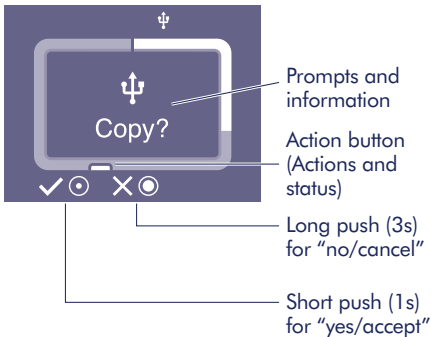 Copy?
Prompts and
information
Action button
(Actions and
status)
Long push (3s)
for “no/cancel”
Short push (1s)
for “yes/accept”